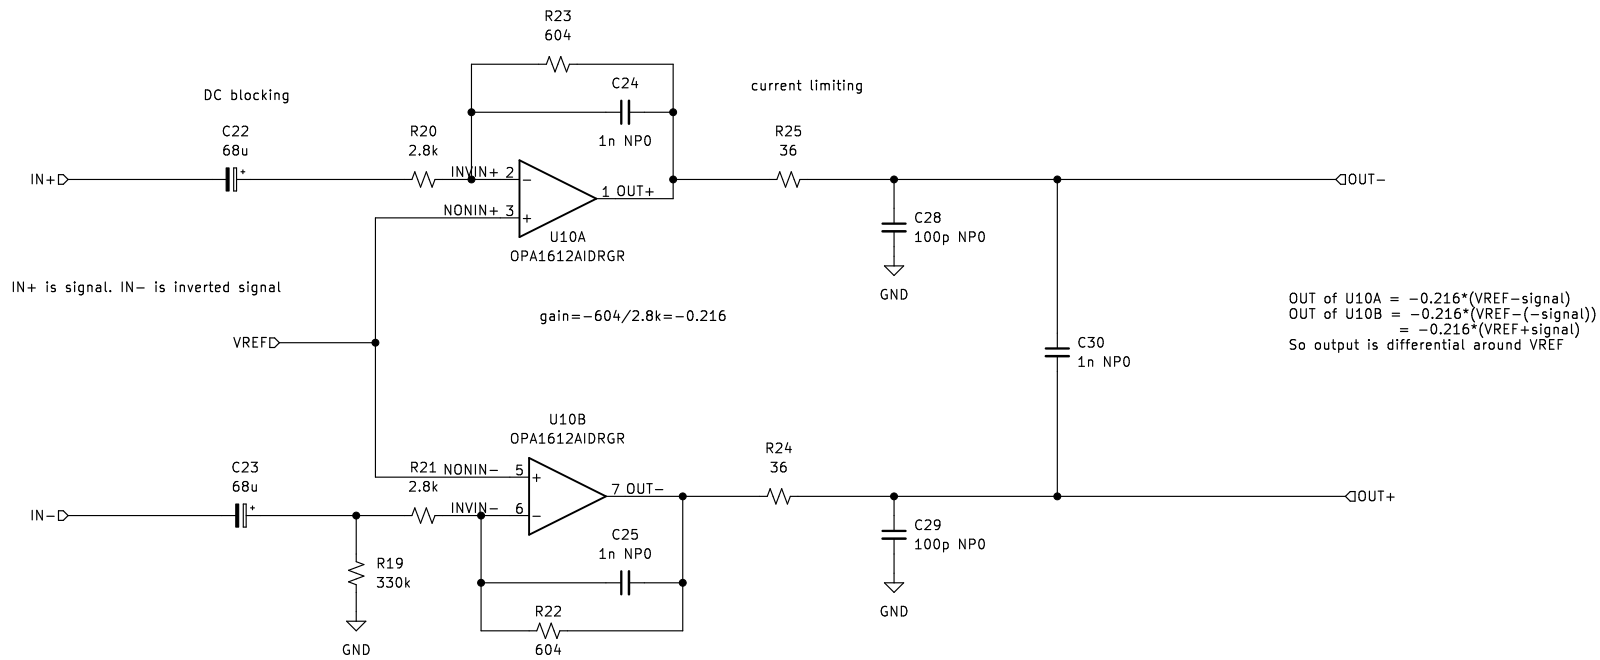 R23
604
C24
1n NP0
current limiting
DC blocking
C22
68u
+
R20
2.8k
R25
36
IN+
INVIN+ 2
−
1 OUT+
OUT-
NONIN+ 3
+
U10A
OPA1612AIDRGR
C28
100p NP0
GND
IN+ is signal. IN- is inverted signal
gain=-604/2.8k=-0.216
OUT of U10A = -0.216*(VREF-signal)
OUT of U10B = -0.216*(VREF-(-signal))
= -0.216*(VREF+signal)
So output is differential around VREF
VREF
C30
1n NP0
U10B
OPA1612AIDRGR
R24
36
C23
68u
+
R21
2.8k
NONIN- 5
+
7 OUT-
OUT+
IN-
INVIN- 6
−
C25
1n NP0
C29
100p NP0
GND
R19
330k
GND
R22
604